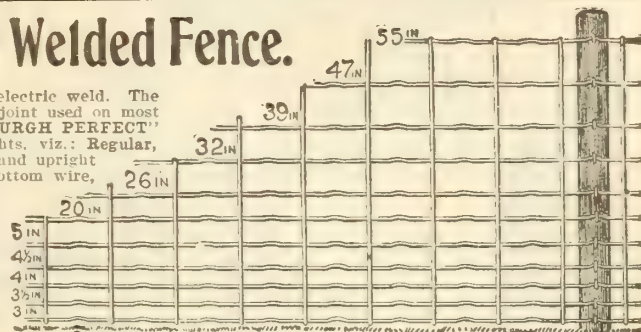 Welded Fence.
electric weld. The
joint used on most
URGH PERFECT"
hts, viz.: Regular,
and upright
ottom wire,
55 IN
47 IN
39 IN
32 IN
26 IN
20 IN
5 IN
4½ IN
4 IN
3½ IN
3 IN